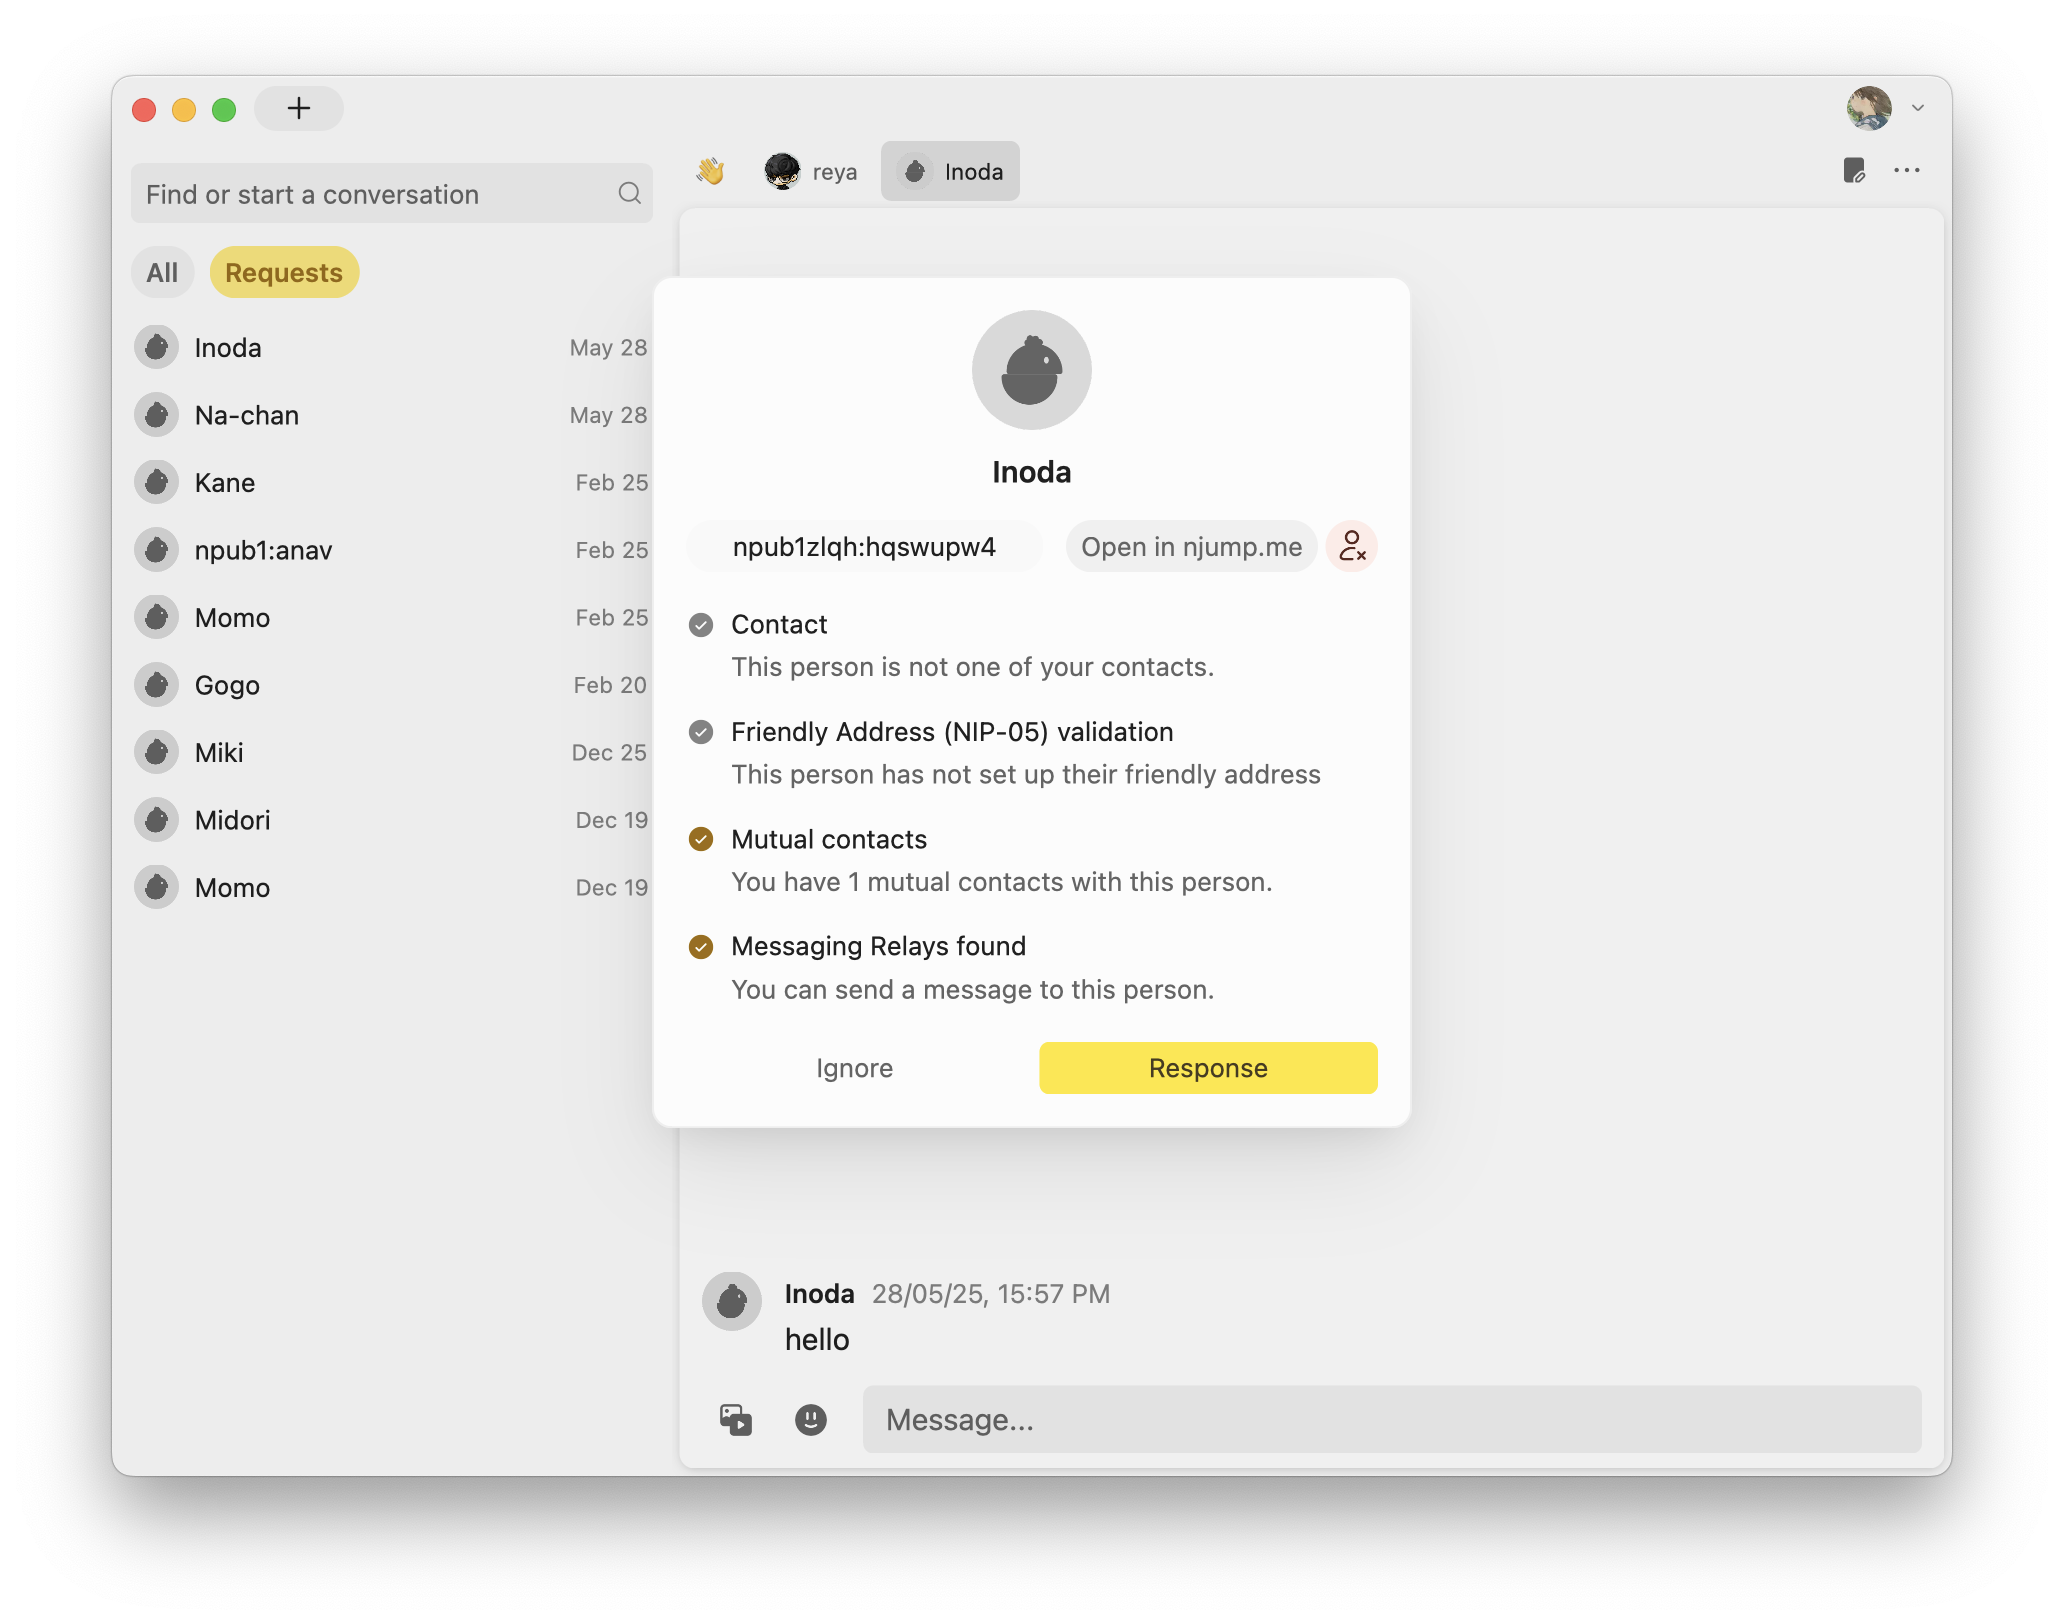 Find or start a conversation
All
Requests
Inoda
May 28
Na-chan
May 28
Kane
Feb 25
npub1:anav
Feb 25
Momo
Feb 25
Gogo
Feb 20
Miki
Dec 25
Midori
Dec 19
Momo
Dec 19
reya
Inoda
Inoda
npub1zlqh:hqswupw4
Open in njump.me
Contact
This person is not one of your contacts.
Friendly Address (NIP-05) validation
This person has not set up their friendly address
Mutual contacts
You have 1 mutual contacts with this person.
Messaging Relays found
You can send a message to this person.
Ignore
Response
Inoda 28/05/25, 15:57 PM
hello
Message...